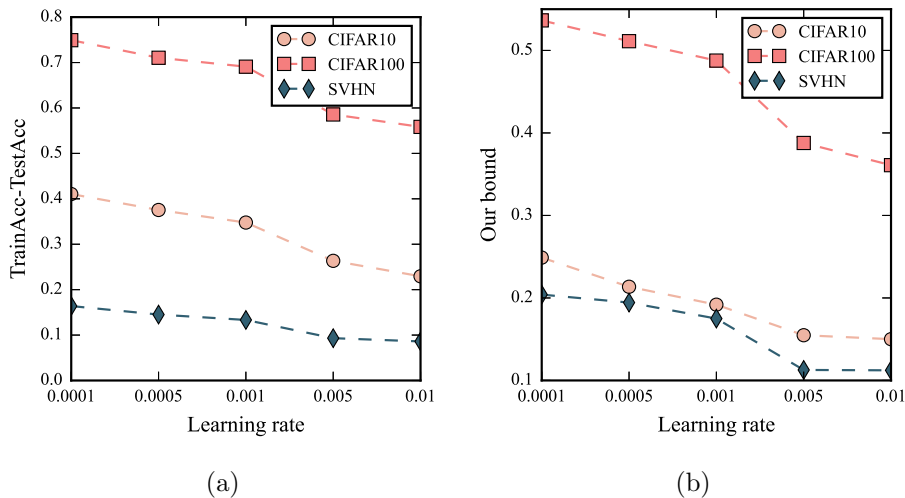 0.8
0.7
0.6
0.5
0.4
0.3
0.2
0.1
0.0
TrainAcc-TestAcc
CIFAR10
CIFAR100
SVHN
0.0001 0.0005 0.001 0.005 0.01
Learning rate
(a)
0.5
0.4
0.3
0.2
0.1
Our bound
CIFAR10
CIFAR100
SVHN
0.0001 0.0005 0.001 0.005 0.01
Learning rate
(b)